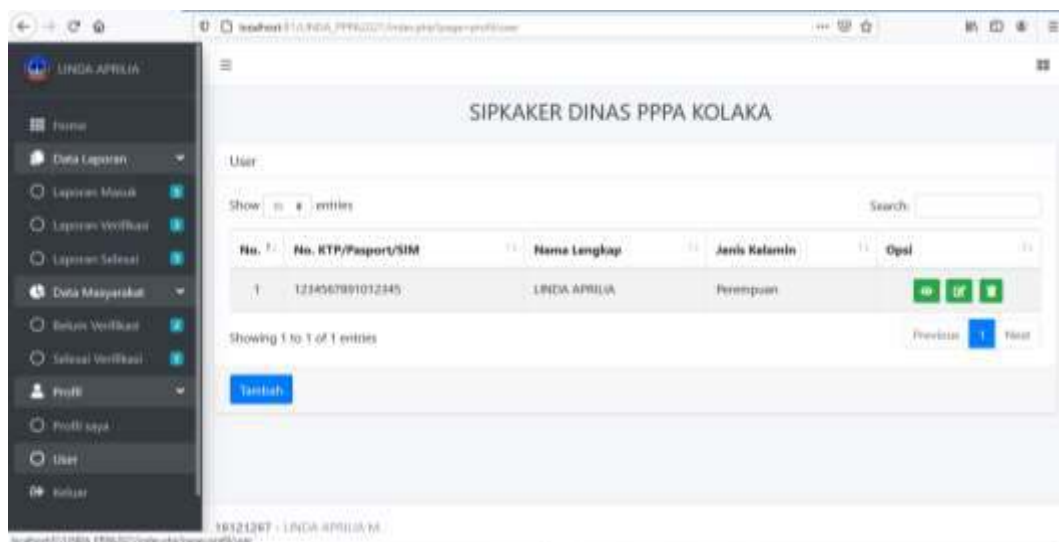 LINDA APRILIA
SIPKAKER DINAS PPPA KOLAKA
Home
Data Laporan
Laporan Masuk
Laporan Verifikasi
Laporan Selesai
Data Masyarakat
Belum Verifikasi
Selesai Verifikasi
Profil
Profil saya
User
Keluar
User
Show entries
Search:
No. No. KTP/Pasport/SIM Nama Lengkap Jenis Kelamin Opsi
1 LINDA APRILIA Perempuan
Showing 1 to 1 of 1 entries
Previous 1 Next
Tambah
18121267 - LINDA APRILIA M